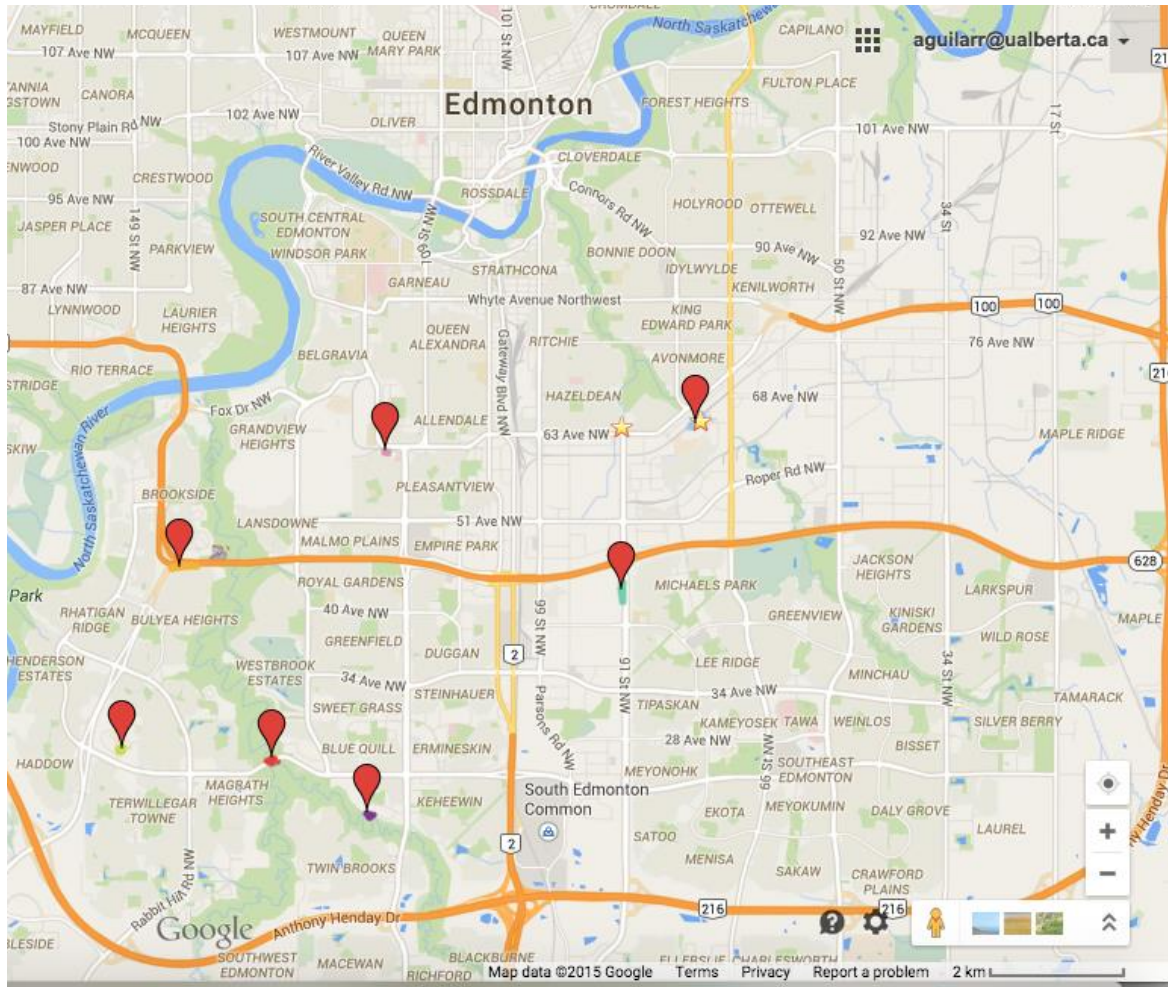 MAYFIELD
MCQUEEN
WESTMOUNT
QUEEN
MARY PARK
101 St NW
North Saskatchewan
CAPILANO
aguilarr@ualberta.ca
107 Ave NW
107 Ave NW
FULTON PLACE
CANORA
Edmonton
FOREST HEIGHTS
17 St
Stony Plain Rd NW
102 Ave NW
OLIVER
101 Ave NW
100 Ave NW
CLOVERDALE
CRESTWOOD
River Valley Rd NW
ROSSDALE
Connors Rd NW
95 Ave NW
149 St NW
SOUTH CENTRAL
EDMONTON
HOLYROOD
OTTEWELL
34 St
JASPER PLACE
PARKVIEW
WINDSOR PARK
109 St NW
BONNIE DOON
90 Ave NW
92 Ave NW
STRATHCONA
IDYLWYLDE
50 St NW
87 Ave NW
GARNEAU
KENILWORTH
LYNNWOOD
LAURIER
HEIGHTS
Whyte Avenue Northwest
KING
EDWARD PARK
100
100
QUEEN
ALEXANDRA
Gateway Blvd NW
RITCHIE
76 Ave NW
BELGRAVIA
AVONMORE
RIO TERRACE
Fox Dr NW
HAZELDEAN
68 Ave NW
North Saskatchewan River
GRANDVIEW
HEIGHTS
ALLENDALE
63 Ave NW
MAPLE RIDGE
BROOKSIDE
PLEASANTVIEW
Roper Rd NW
LANSDOWNE
51 Ave NW
MALMO PLAINS
EMPIRE PARK
628
Park
ROYAL GARDENS
MICHAELS PARK
JACKSON
HEIGHTS
LARKSPUR
RHATIGAN
RIDGE
BULYEA HEIGHTS
40 Ave NW
99 St NW
GREENVIEW
KINISKI
GARDENS
MAPLE
GREENFIELD
WILD ROSE
HENDERSON
ESTATES
WESTBROOK
ESTATES
DUGGAN
2
91 St NW
LEE RIDGE
34 St NW
MINCHAU
34 Ave NW
STEINHAUER
34 Ave NW
TAMARACK
SWEET GRASS
Parsons Rd NW
TIPASKAN
KAMEYOSEK
TAWA
WEINLOS
SILVER BERRY
BLUE QUILL
ERMINESKIN
28 Ave NW
66 St NW
BISSET
HADDOW
MEYONOHK
SOUTHEAST
EDMONTON
MAGRATH
HEIGHTS
South Edmonton
Common
TERWILLEGAR
TOWNE
KEHEEWIN
EKOTA
MEYOKUMIN
DALY GROVE
LAUREL
2
SATOO
MENISA
TWIN BROOKS
SAKAW
CRAWFORD
PLAINS
Rabbit Hill Rd NW
Anthony Henday Dr
216
216
Google
SOUTHWEST
EDMONTON
MACEWAN
BLACKBURNE
RICHFORD
ELLERSLIE
CHARLESWORTH
Map data ©2015 Google
Terms
Privacy
Report a problem
2 km